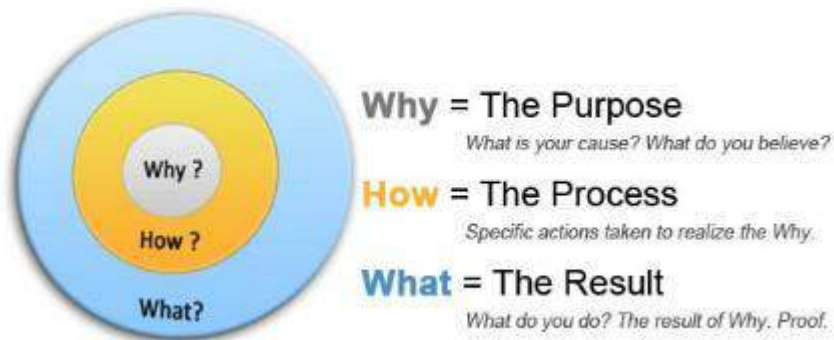 Why ?
How ?
What?
Why = The Purpose
What is your cause? What do you believe?
How = The Process
Specific actions taken to realize the Why.
What = The Result
What do you do? The result of Why. Proof.